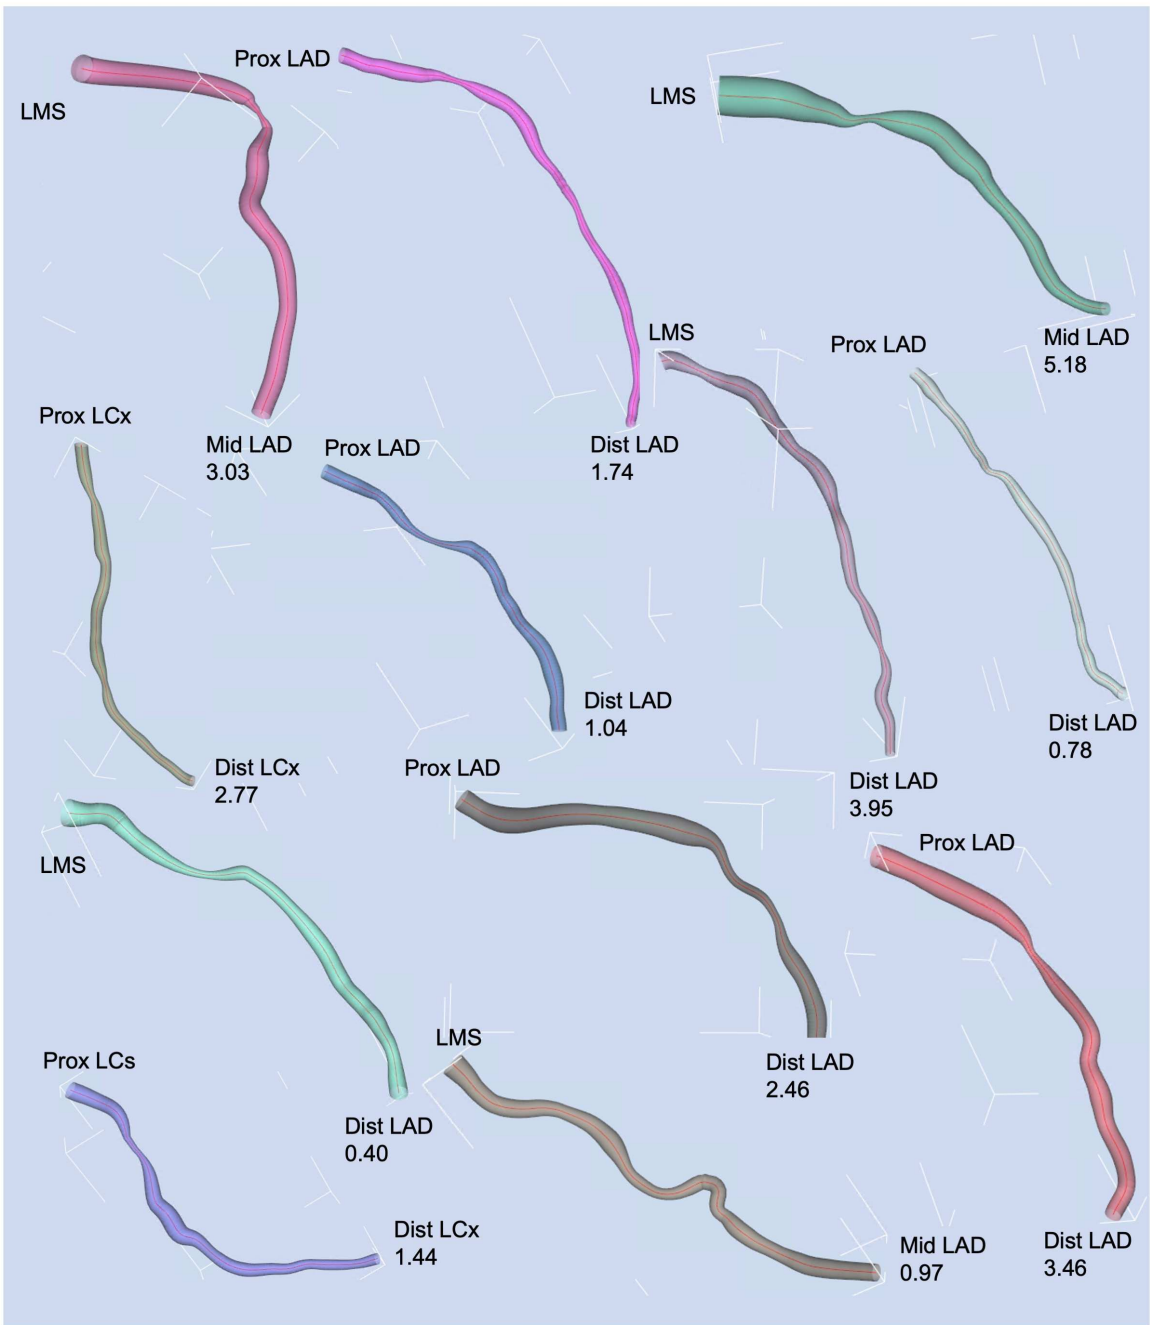 Prox LAD
LMS
LMS
Mid LAD
5.18
LMS
Prox LAD
Prox LCx
Mid LAD
3.03
Prox LAD
Dist LAD
1.74
Dist LAD
1.04
Dist LAD
0.78
Dist LCx
2.77
Prox LAD
Dist LAD
3.95
LMS
Prox LAD
LMS
Dist LAD
2.46
Prox LCs
Dist LAD
0.40
Dist LCx
1.44
Mid LAD
0.97
Dist LAD
3.46